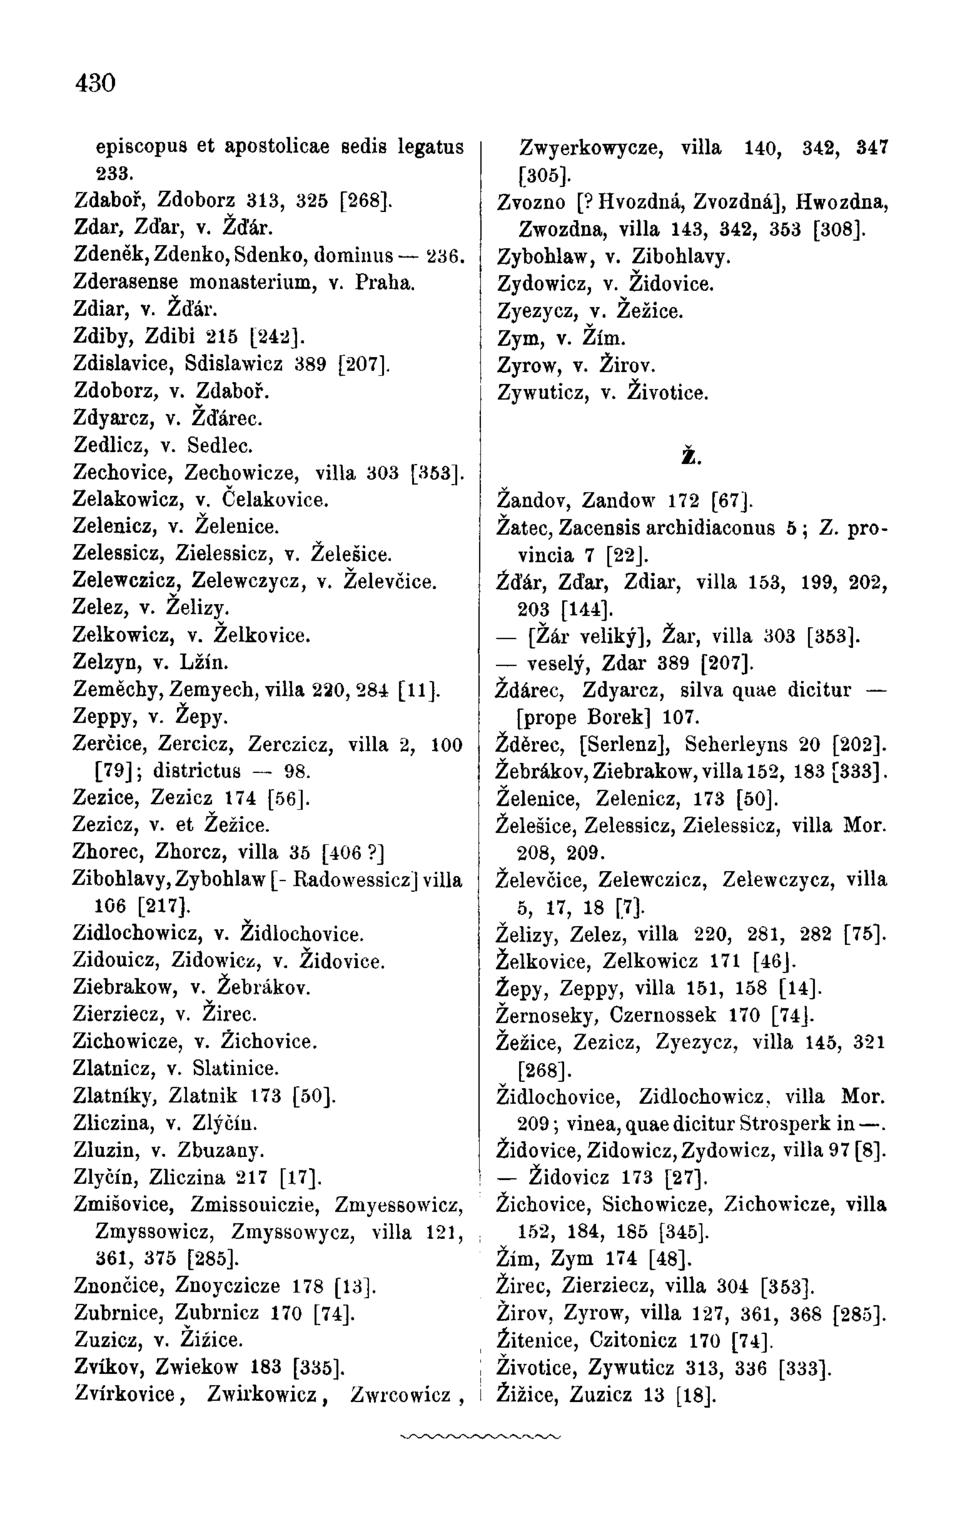 430
episcopus et apostolicae sedis legatus
233.
Zdaboř, Zdoborz 313, 325 [268].
Zdar, Zďar, v. Žďár.
Zdeněk, Zdenko, Sdenko, dominus — 236.
Zderasense monasterium, v. Praha.
Zdiar, v. Žďár.
Zdiby, Zdibi 215 [242].
Zdislavice, Sdislawicz 389 [207].
Zdoborz, v. Zdaboř.
Zdyarcz, v. Žďárec.
Zedlicz, v. Sedlec.
Zechovice, Zechowicze, villa 303 [353].
Zelakowicz, v. Čelakovice.
Zelenicz, v. Želenice.
Zelessicz, Zielessicz, v. Želešice.
Zelewczicz, Zelewczycz, v. Želevčice.
Zelez, v. Želizy.
Zelkowicz, v. Želkovice.
Zelzyn, v. Lžín.
Zeměchy, Zemyech, villa 220, 284 [11].
Zeppy, v. Žepy.
Zerčice, Zercicz, Zerczicz, villa 2, 100
[79]; districtus — 98.
Zezice, Zezicz 174 [56].
Zezicz, v. et Žežice.
Zhorec, Zhorcz, villa 35 [406 ?]
Zibohlavy, Zybohlaw [- Radowessicz] villa
106 [217].
Zidlochowicz, v. Židlochovice.
Zidouicz, Zidowicz, v. Židovice.
Ziebrakow, v. Žebrákov.
Zierziecz, v. Žirec.
Zichowicze, v. Žichovice.
Zlatnicz, v. Slatinice.
Zlatníky, Zlatnik 173 [50].
Zliczina, v. Zlýčín.
Zluzin, v. Zbuzany.
Zlyčín, Zliczina 217 [17].
Zmišovice, Zmissouiczie, Zmyessowicz,
Zmyssowicz, Zmyssowycz, villa 121,
361, 375 [285].
Znončice, Znoyczicze 178 [13].
Zubrnice, Zubrnicz 170 [74].
Zuzicz, v. Žižice.
Zvíkov, Zwiekow 183 [335].
Zvírkovice, Zwirkowicz, Zwrcowicz,
Zwyerkowycze, villa 140, 342, 347
[305].
Zvozno [? Hvozdná, Zvozdná], Hwozdna,
Zwozdna, villa 143, 342, 353 [308].
Zybohlaw, v. Zibohlavy.
Zydowicz, v. Židovice.
Zyezycz, v. Žežice.
Zym, v. Žím.
Zyrow, v. Žirov.
Zywuticz, v. Životice.
Ž.
Žandov, Zandow 172 [67].
Žatec, Zacensis archidiaconus 5; Z. pro-
vincia 7 [22].
Žďár, Zďar, Zdiar, villa 153, 199, 202,
203 [144].
— [Žár veliký], Žar, villa 303 [353].
— veselý, Zdar 389 [207].
Ždárec, Zdyarcz, silva quae dicitur —
[prope Borek] 107.
Žděrec, [Serlenz], Seherleyns 20 [202].
Žebrákov, Ziebrakow, villa 152, 183 [333].
Želenice, Zelenicz, 173 [50].
Želešice, Zelessicz, Zielessicz, villa Mor.
208, 209.
Želevčice, Zelewczicz, Zelewczycz, villa
5, 17, 18 [7].
Želizy, Zelez, villa 220, 281, 282 [75].
Želkovice, Zelkowicz 171 [46].
Žepy, Zeppy, villa 151, 158 [14].
Žernoseky, Czernossek 170 [74].
Žežice, Zezicz, Zyezycz, villa 145, 321
[268].
Židlochovice, Zidlochowicz, villa Mor.
209; vinea, quae dicitur Strosperk in —.
Židovice, Zidowicz, Zydowicz, villa 97 [8].
— Židovicz 173 [27].
Žichovice, Sichowicze, Zichowicze, villa
152, 184, 185 [345].
Žím, Zym 174 [48].
Žirec, Zierziecz, villa 304 [353].
Žirov, Zyrow, villa 127, 361, 368 [285].
Žitenice, Czitonicz 170 [74].
Životice, Zywuticz 313, 336 [333].
Žižice, Zuzicz 13 [18].